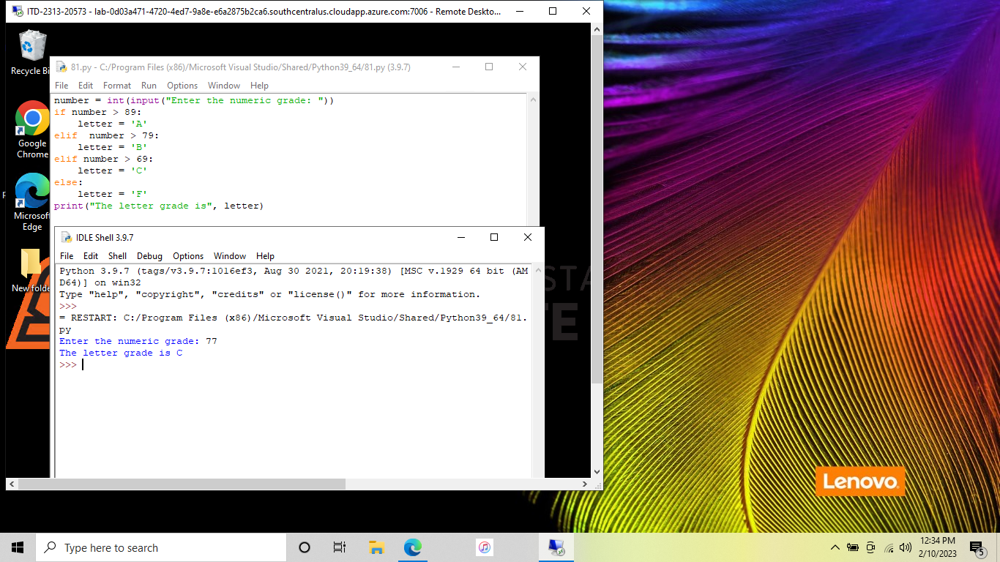 ITD-2313-20573 - lab-0d03a471-4720-4ed7-9a8e-e6a2875b2ca6.southcentralus.cloudapp.azure.com:7006 - Remote Deskto...
Recycle Bi
Google
Chrome
Microsoft
Edge
New folde
81.py - C:/Program Files (x86)/Microsoft Visual Studio/Shared/Python39_64/81.py (3.9.7)
File Edit Format Run Options Window Help
number = int(input("Enter the numeric grade: "))
if number > 89:
    letter = 'A'
elif  number > 79:
    letter = 'B'
elif number > 69:
    letter = 'C'
else:
    letter = 'F'
print("The letter grade is", letter)
IDLE Shell 3.9.7
File Edit Shell Debug Options Window Help
Python 3.9.7 (tags/v3.9.7:1016ef3, Aug 30 2021, 20:19:38) [MSC v.1929 64 bit (AM
D64)] on win32
Type "help", "copyright", "credits" or "license()" for more information.
>>>
= RESTART: C:/Program Files (x86)/Microsoft Visual Studio/Shared/Python39_64/81.
py
Enter the numeric grade: 77
The letter grade is C
>>>
STA
TE
Lenovo
Type here to search
12:34 PM
2/10/2023
5